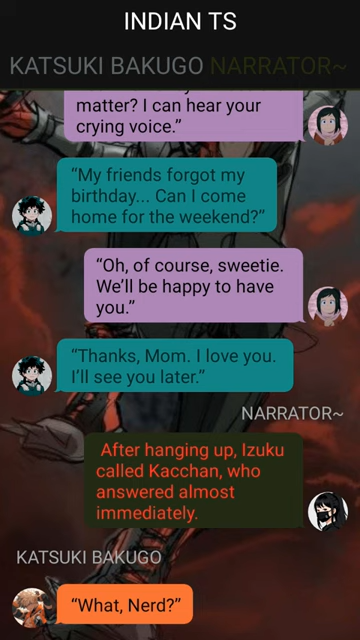 INDIAN TS
KATSUKI BAKUGO NARRATOR~
matter? I can hear your
crying voice.”
“My friends forgot my
birthday... Can I come
home for the weekend?”
“Oh, of course, sweetie.
We’ll be happy to have
you.”
“Thanks, Mom. I love you.
I’ll see you later.”
NARRATOR~
After hanging up, Izuku
called Kacchan, who
answered almost
immediately.
KATSUKI BAKUGO
“What, Nerd?”